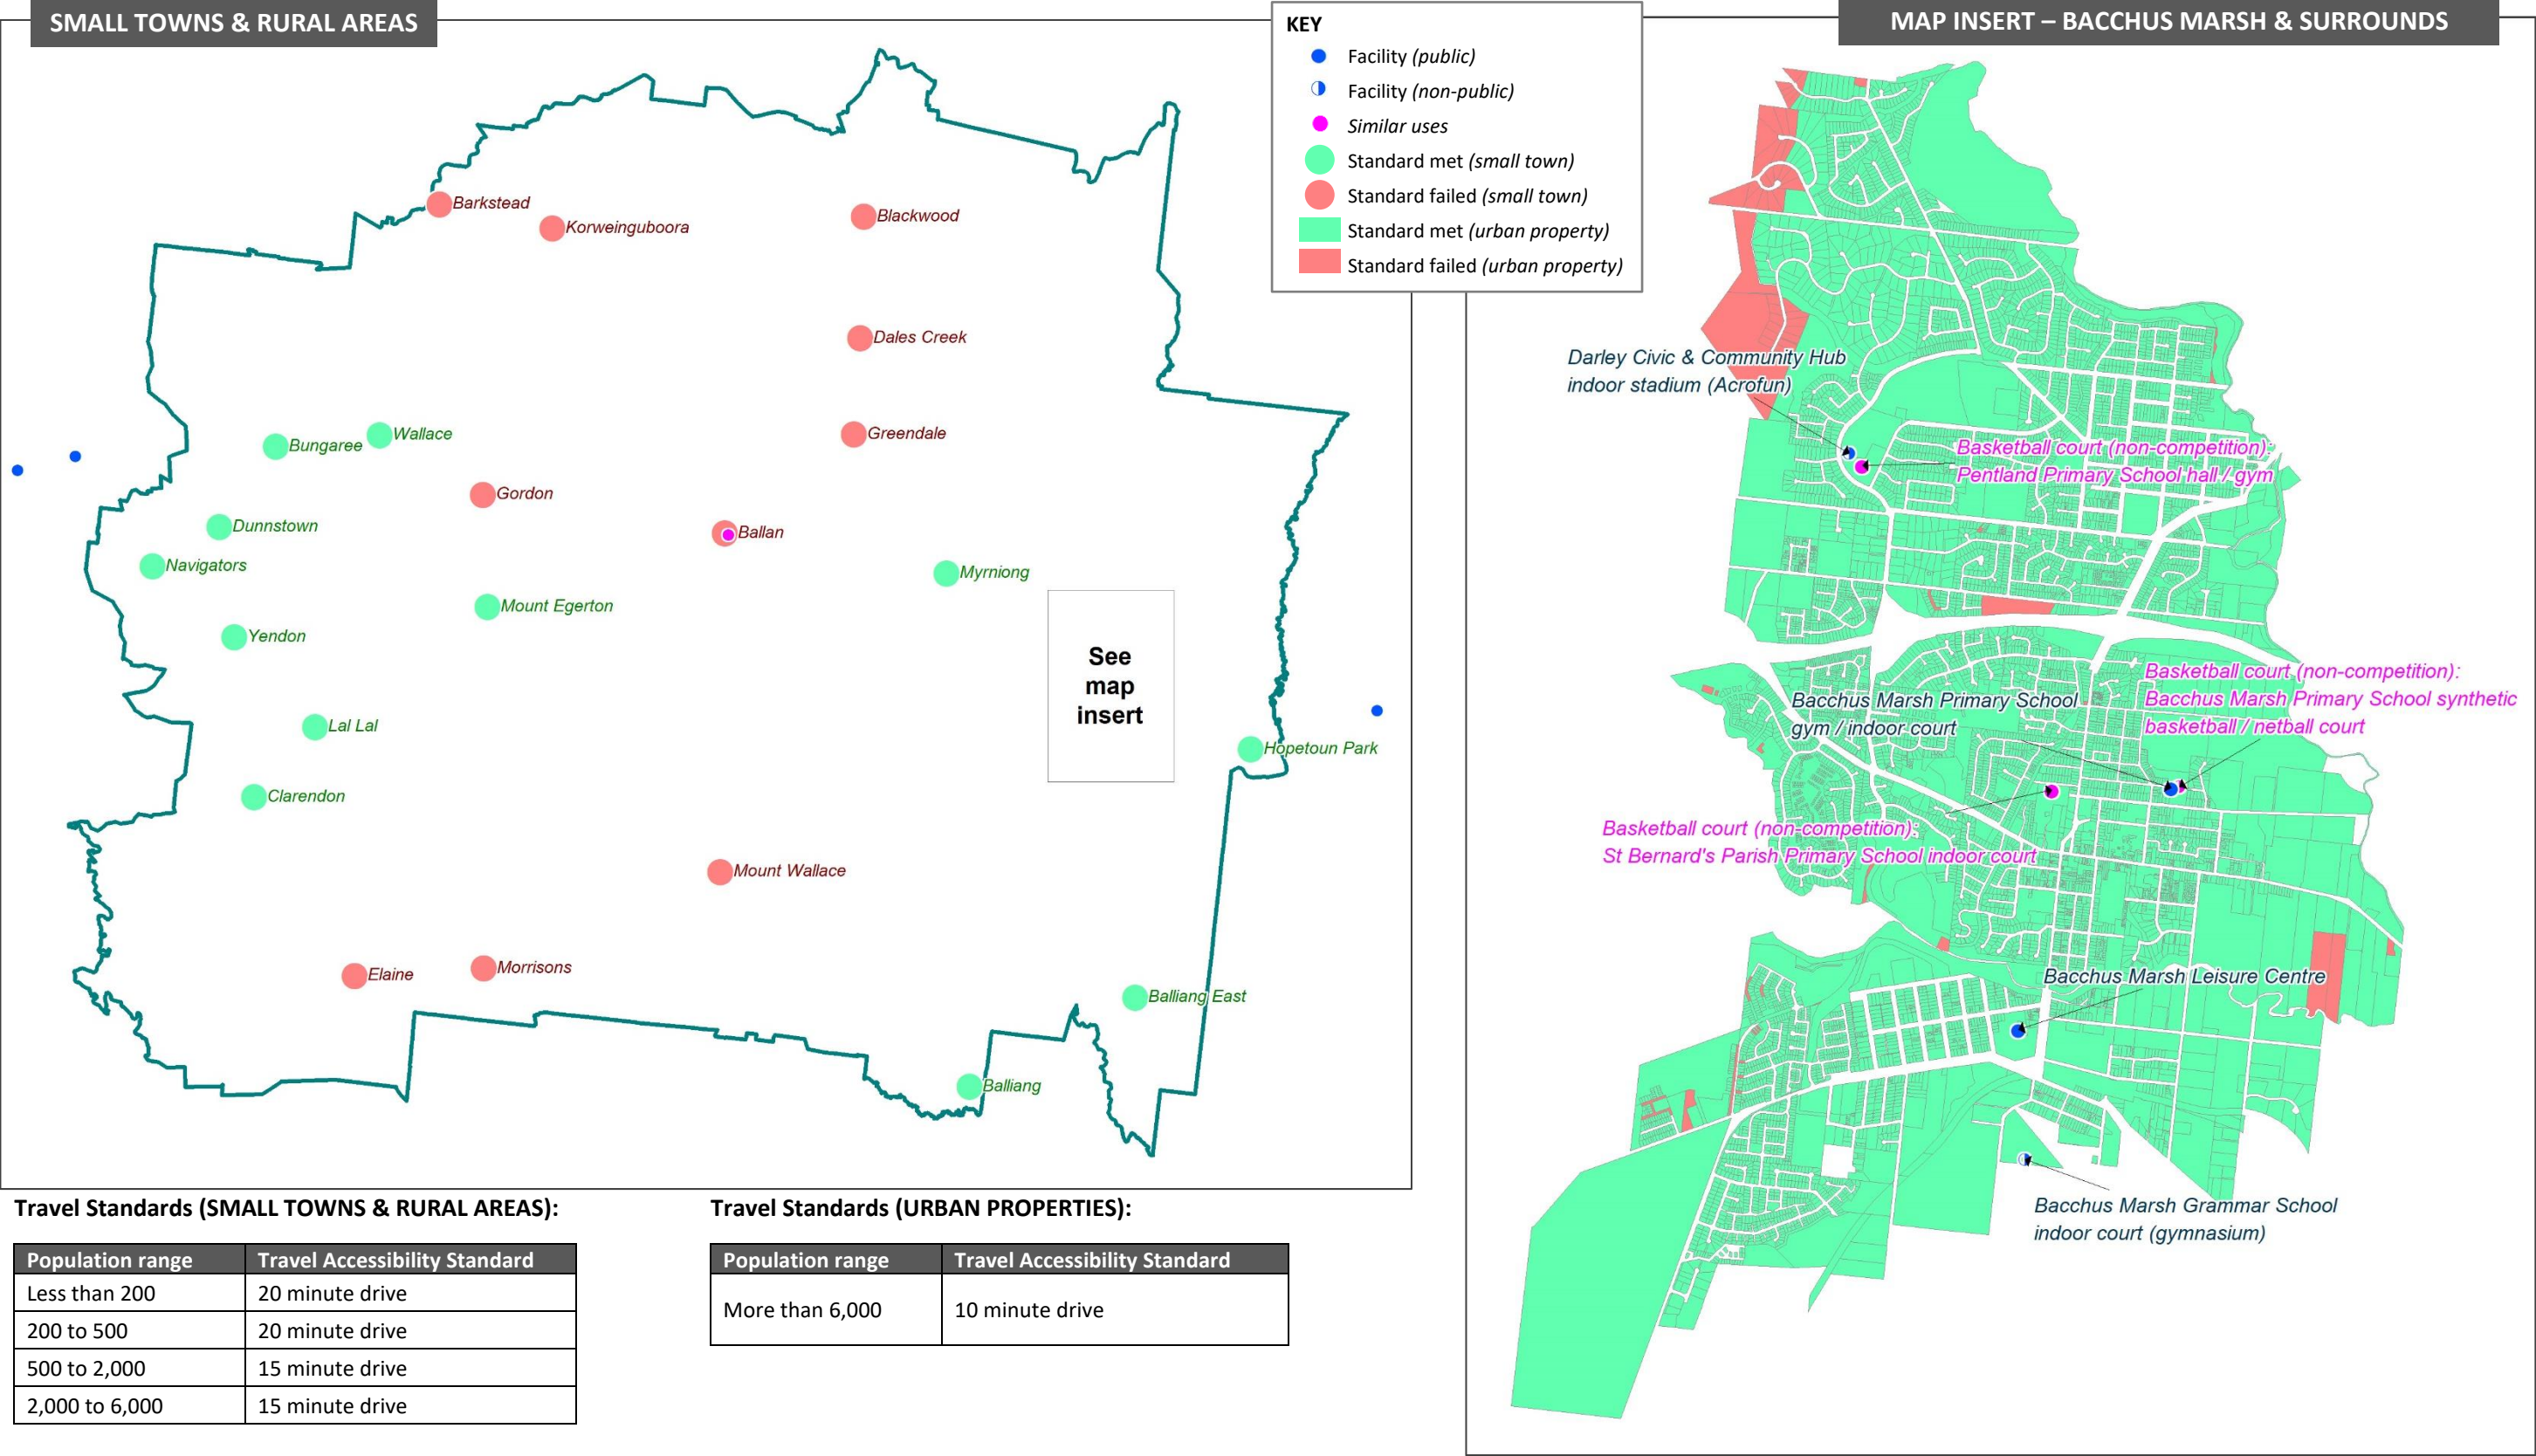 SMALL TOWNS & RURAL AREAS
KEY
Facility (public)
Facility (non-public)
Similar uses
Standard met (small town)
Standard failed (small town)
Standard met (urban property)
Standard failed (urban property)
MAP INSERT – BACCHUS MARSH & SURROUNDS
Barkstead
Korweinguboora
Blackwood
Dales Creek
Greendale
Wallace
Bungaree
Gordon
Dunnstown
Ballan
Navigators
Myrniong
Mount Egerton
Yendon
See
map
insert
Lal Lal
Hopetoun Park
Clarendon
Mount Wallace
Elaine
Morrisons
Balliang East
Balliang
Darley Civic & Community Hub
indoor stadium (Acrofun)
Basketball court (non-competition):
Pentland Primary School hall / gym
Bacchus Marsh Primary School
gym / indoor court
Basketball court (non-competition):
Bacchus Marsh Primary School synthetic
basketball / netball court
Basketball court (non-competition):
St Bernard's Parish Primary School indoor court
Bacchus Marsh Leisure Centre
Bacchus Marsh Grammar School
indoor court (gymnasium)
Travel Standards (SMALL TOWNS & RURAL AREAS):
Population range Travel Accessibility Standard
Less than 200 20 minute drive
200 to 500 20 minute drive
500 to 2,000 15 minute drive
2,000 to 6,000 15 minute drive
Travel Standards (URBAN PROPERTIES):
Population range Travel Accessibility Standard
More than 6,000 10 minute drive